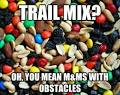 TRAIL MIX?
OH, YOU MEAN M&MS WITH
OBSTACLES